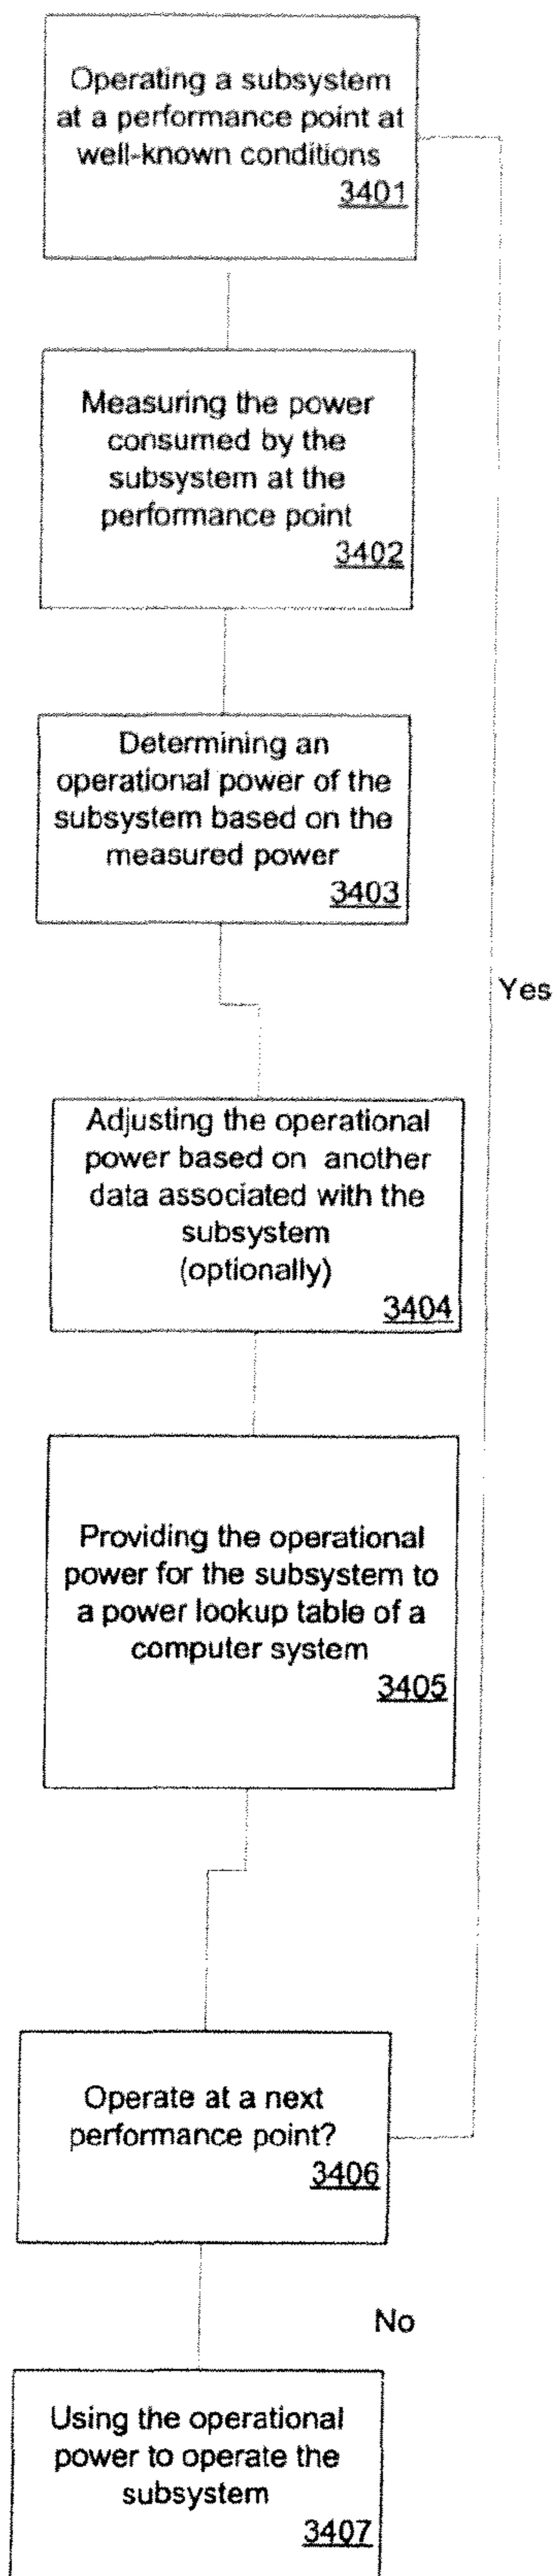 Operating a subsystem
at a performance point at
well-known conditions
3401
Measuring the power
consumed by the
subsystem at the
performance point
3402
Determining an
operational power of the
subsystem based on the
measured power
3403
Yes
Adjusting the operational
power based on another
data associated with the
subsystem
(optionally)
3404
Providing the operational
power for the subsystem to
a power lookup table of a
computer system
3405
Operate at a next
performance point?
3406
No
Using the operational
power to operate the
subsystem
3407